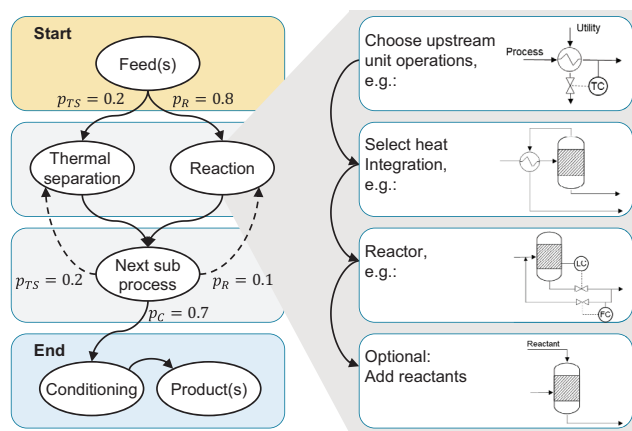 Start
Feed(s)
p_TS = 0.2
p_R = 0.8
Thermal
separation
Reaction
Next sub
process
p_TS = 0.2
p_R = 0.1
p_C = 0.7
End
Conditioning
Product(s)
Choose upstream
unit operations,
e.g.:
Utility
Process
TC
Select heat
Integration,
e.g.:
Reactor,
e.g.:
LC
FC
Optional:
Add reactants
Reactant